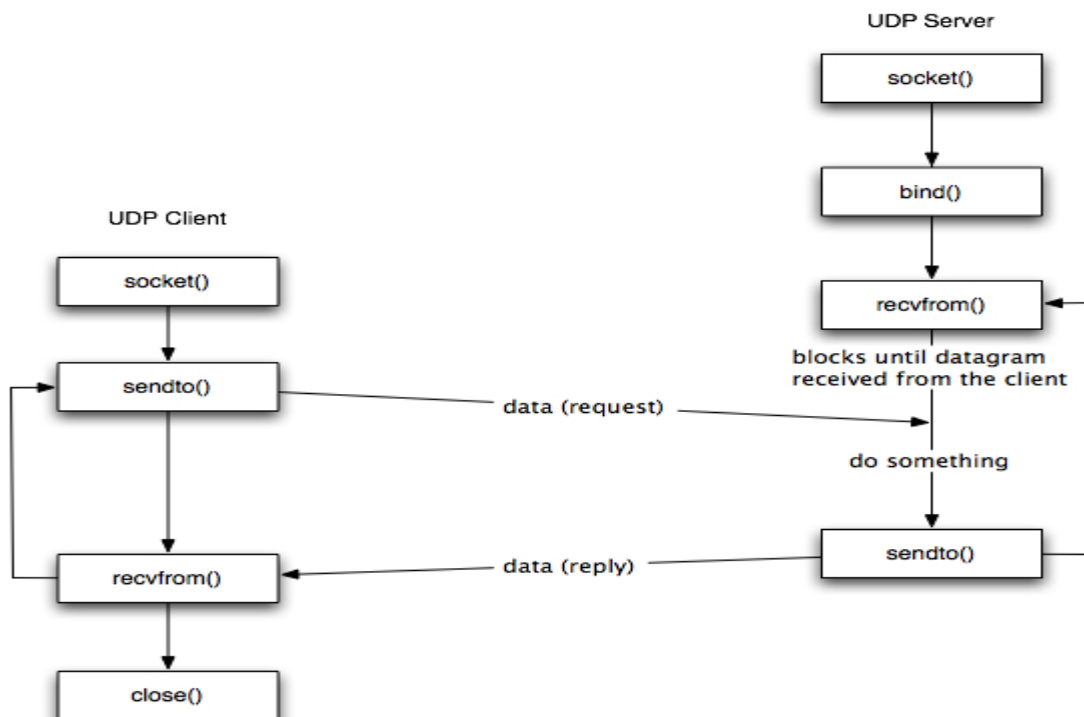 UDP Server
socket()
bind()
UDP Client
socket()
recvfrom()
blocks until datagram
received from the client
sendto()
data (request)
do something
sendto()
data (reply)
recvfrom()
close()